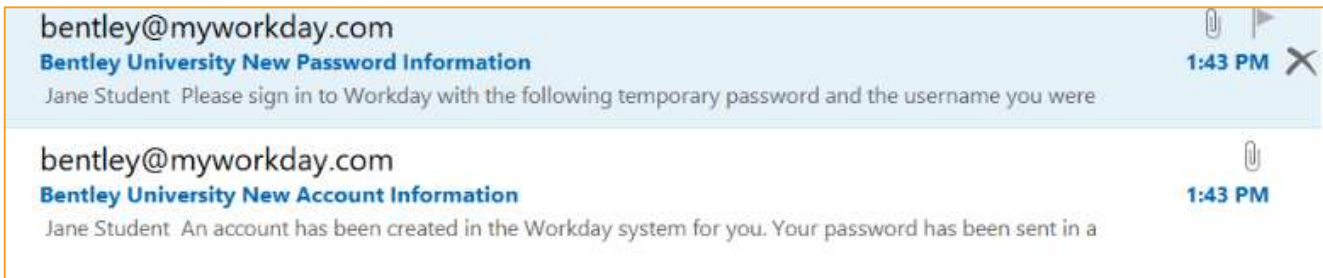 bentley@myworkday.com
Bentley University New Password Information
1:43 PM
Jane Student Please sign in to Workday with the following temporary password and the username you were
bentley@myworkday.com
Bentley University New Account Information
1:43 PM
Jane Student An account has been created in the Workday system for you. Your password has been sent in a